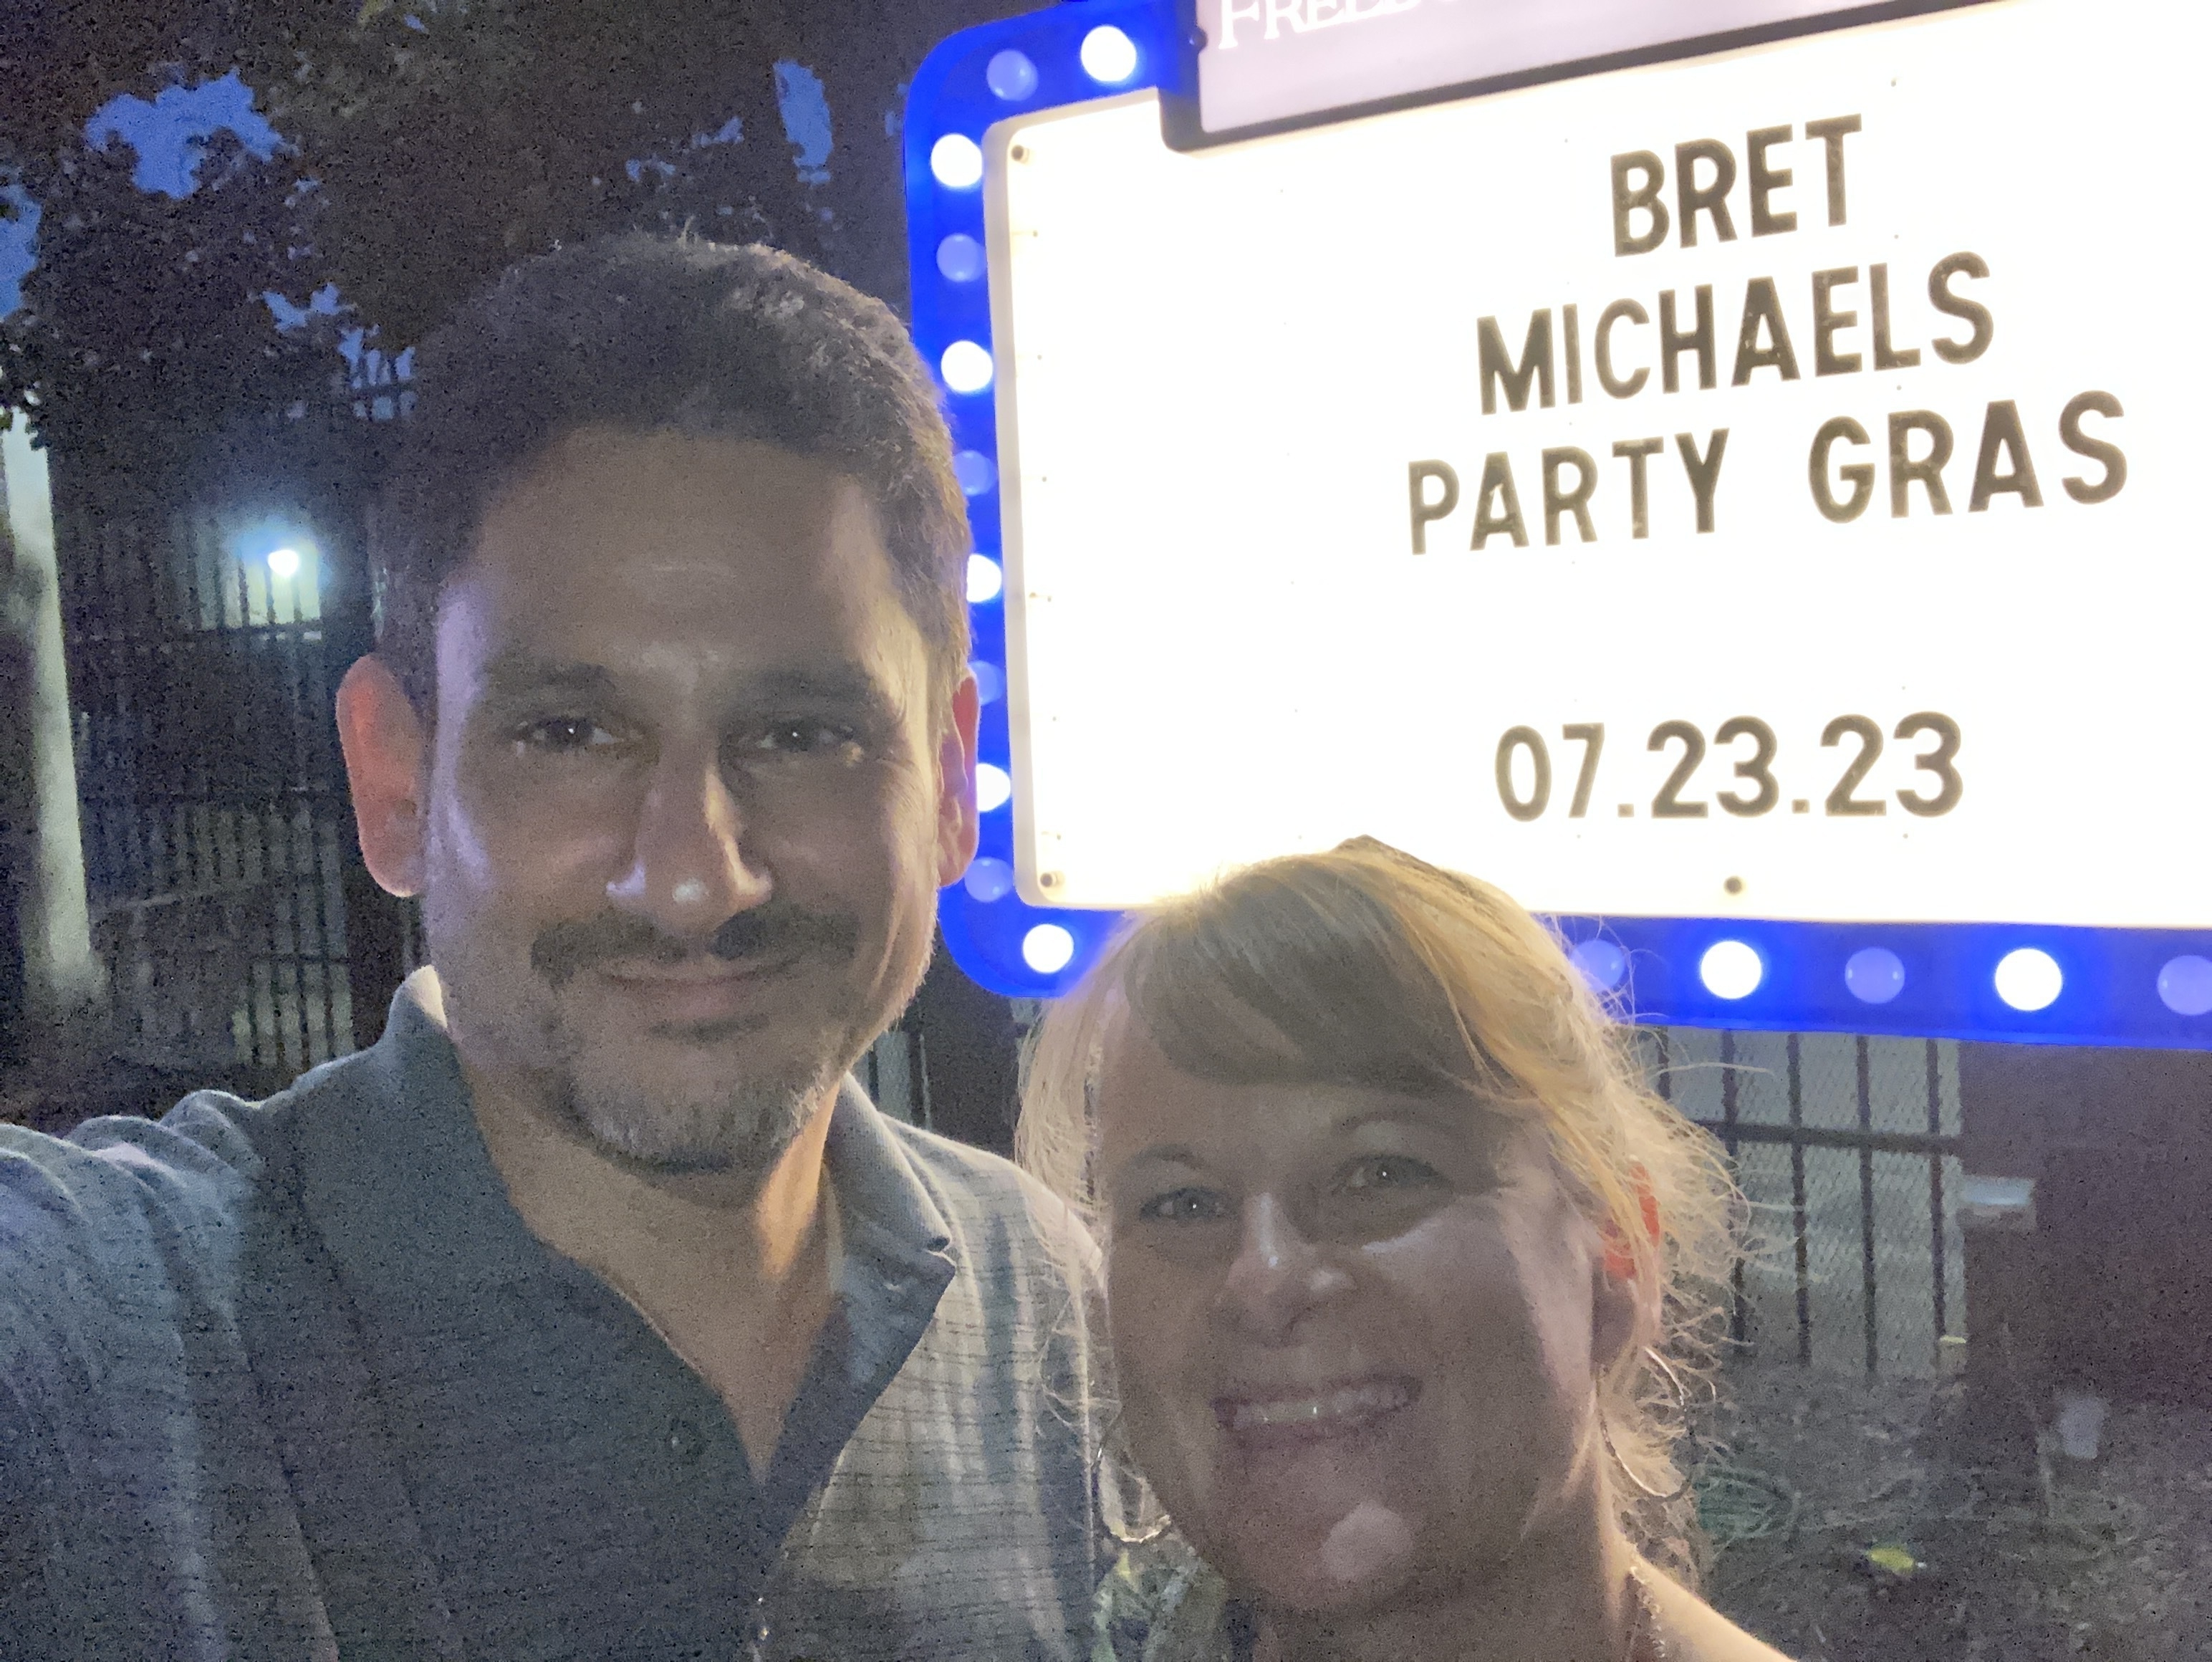 BRET
MICHAELS
PARTY GRAS
07.23.23